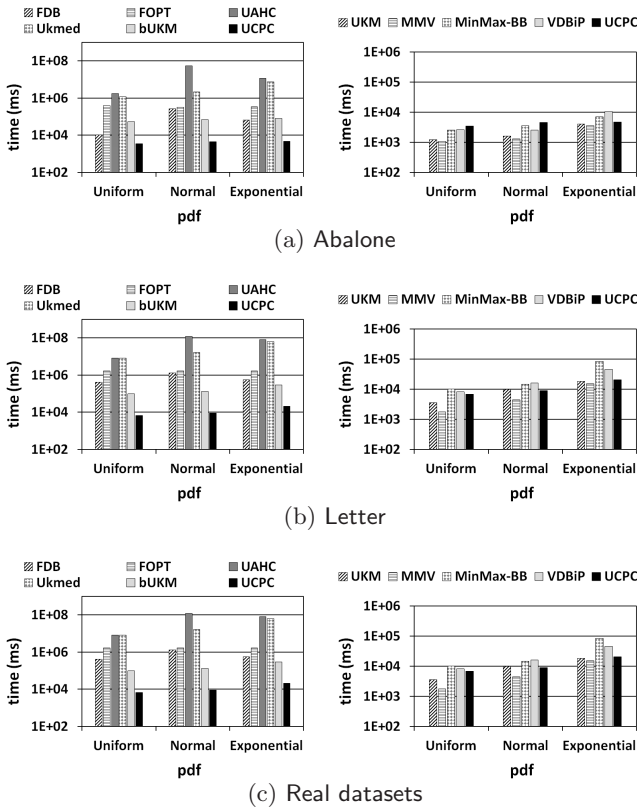 FDB FOPT UAHC
Ukmed bUKM UCPC
time (ms)
1E+08
1E+06
1E+04
1E+02
Uniform Normal Exponential
pdf
UKM MMV MinMax-BB VDBiP UCPC
time (ms)
1E+06
1E+05
1E+04
1E+03
1E+02
Uniform Normal Exponential
pdf
(a) Abalone
FDB FOPT UAHC
Ukmed bUKM UCPC
time (ms)
1E+08
1E+06
1E+04
1E+02
Uniform Normal Exponential
pdf
UKM MMV MinMax-BB VDBiP UCPC
time (ms)
1E+06
1E+05
1E+04
1E+03
1E+02
Uniform Normal Exponential
pdf
(b) Letter
FDB FOPT UAHC
Ukmed bUKM UCPC
time (ms)
1E+08
1E+06
1E+04
1E+02
Uniform Normal Exponential
pdf
UKM MMV MinMax-BB VDBiP UCPC
time (ms)
1E+06
1E+05
1E+04
1E+03
1E+02
Uniform Normal Exponential
pdf
(c) Real datasets